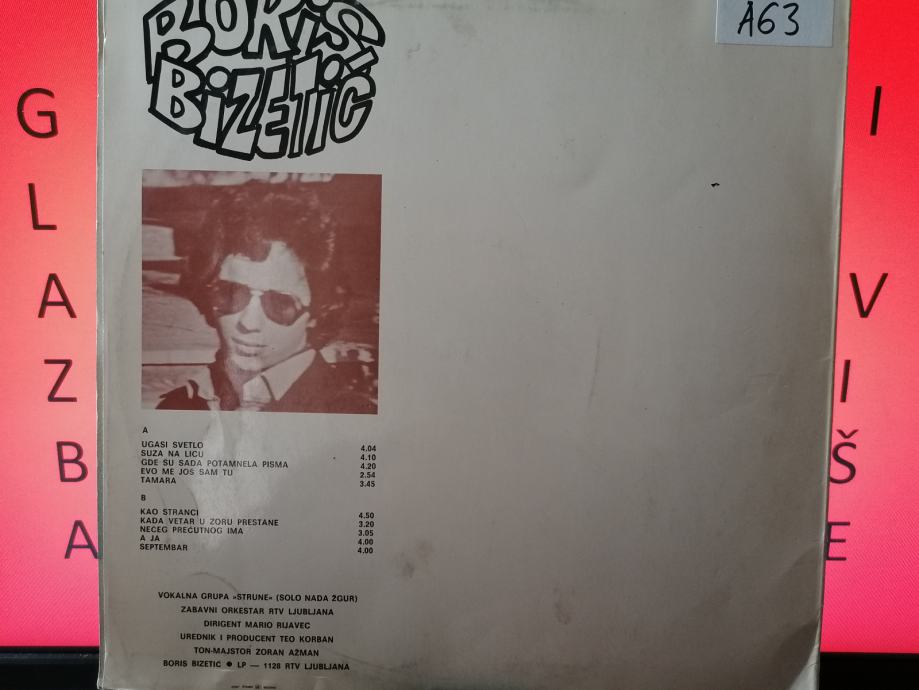 BORiS
BiZETiĆ
A63
G
L
A
Z
B
A
I
V
I
Š
E
A
UGASI SVETLO 4.04
SUZA NA LICU 4.10
GDE SU SADA POTAMNELA PISMA 4.20
EVO ME JOŠ SAM TU 2.54
TAMARA 3.45
B
KAO STRANCI 4.50
KADA VETAR U ZORU PRESTANE 3.20
NEČEG PREĆUTNOG IMA 3.05
A JA 4.00
SEPTEMBAR 4.00
VOKALNA GRUPA »STRUNE« (SOLO NADA ŽGUR)
ZABAVNI ORKESTAR RTV LJUBLJANA
DIRIGENT MARIO RIJAVEC
UREDNIK I PRODUCENT TEO KORBAN
TON-MAJSTOR ZORAN AŽMAN
BORIS BIZETIĆ ● LP — 1128 RTV LJUBLJANA